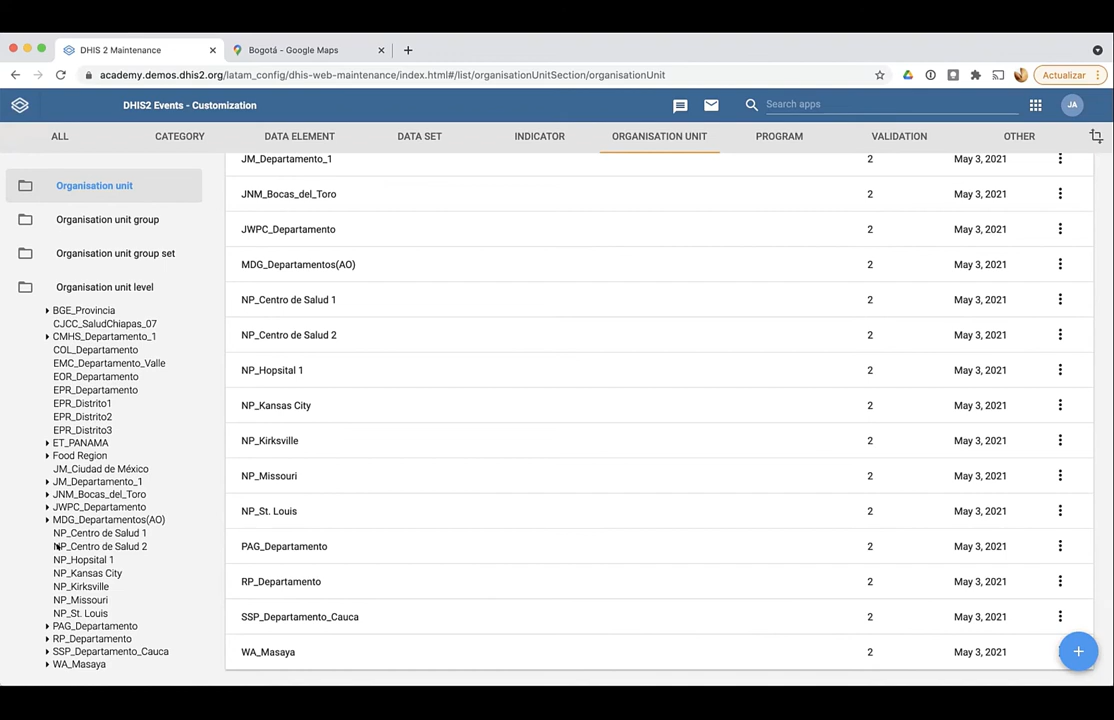 DHIS 2 Maintenance
Bogotá - Google Maps
academy.demos.dhis2.org/latam_config/dhis-web-maintenance/index.html#/list/organisationUnitSection/organisationUnit
Actualizar
DHIS2 Events - Customization
Search apps
JA
ALL CATEGORY DATA ELEMENT DATA SET INDICATOR ORGANISATION UNIT PROGRAM VALIDATION OTHER
Organisation unit
Organisation unit group
Organisation unit group set
Organisation unit level
BGE_Provincia
CJCC_SaludChiapas_07
CMHS_Departamento_1
COL_Departamento
EMC_Departamento_Valle
EOR_Departamento
EPR_Departamento
EPR_Distrito1
EPR_Distrito2
EPR_Distrito3
ET_PANAMA
Food Region
JM_Ciudad de México
JM_Departamento_1
JNM_Bocas_del_Toro
JWPC_Departamento
MDG_Departamentos(AO)
NP_Centro de Salud 1
NP_Centro de Salud 2
NP_Hopsital 1
NP_Kansas City
NP_Kirksville
NP_Missouri
NP_St. Louis
PAG_Departamento
RP_Departamento
SSP_Departamento_Cauca
WA_Masaya
JM_Departamento_1 2 May 3, 2021
JNM_Bocas_del_Toro 2 May 3, 2021
JWPC_Departamento 2 May 3, 2021
MDG_Departamentos(AO) 2 May 3, 2021
NP_Centro de Salud 1 2 May 3, 2021
NP_Centro de Salud 2 2 May 3, 2021
NP_Hopsital 1 2 May 3, 2021
NP_Kansas City 2 May 3, 2021
NP_Kirksville 2 May 3, 2021
NP_Missouri 2 May 3, 2021
NP_St. Louis 2 May 3, 2021
PAG_Departamento 2 May 3, 2021
RP_Departamento 2 May 3, 2021
SSP_Departamento_Cauca 2 May 3, 2021
WA_Masaya 2 May 3, 2021